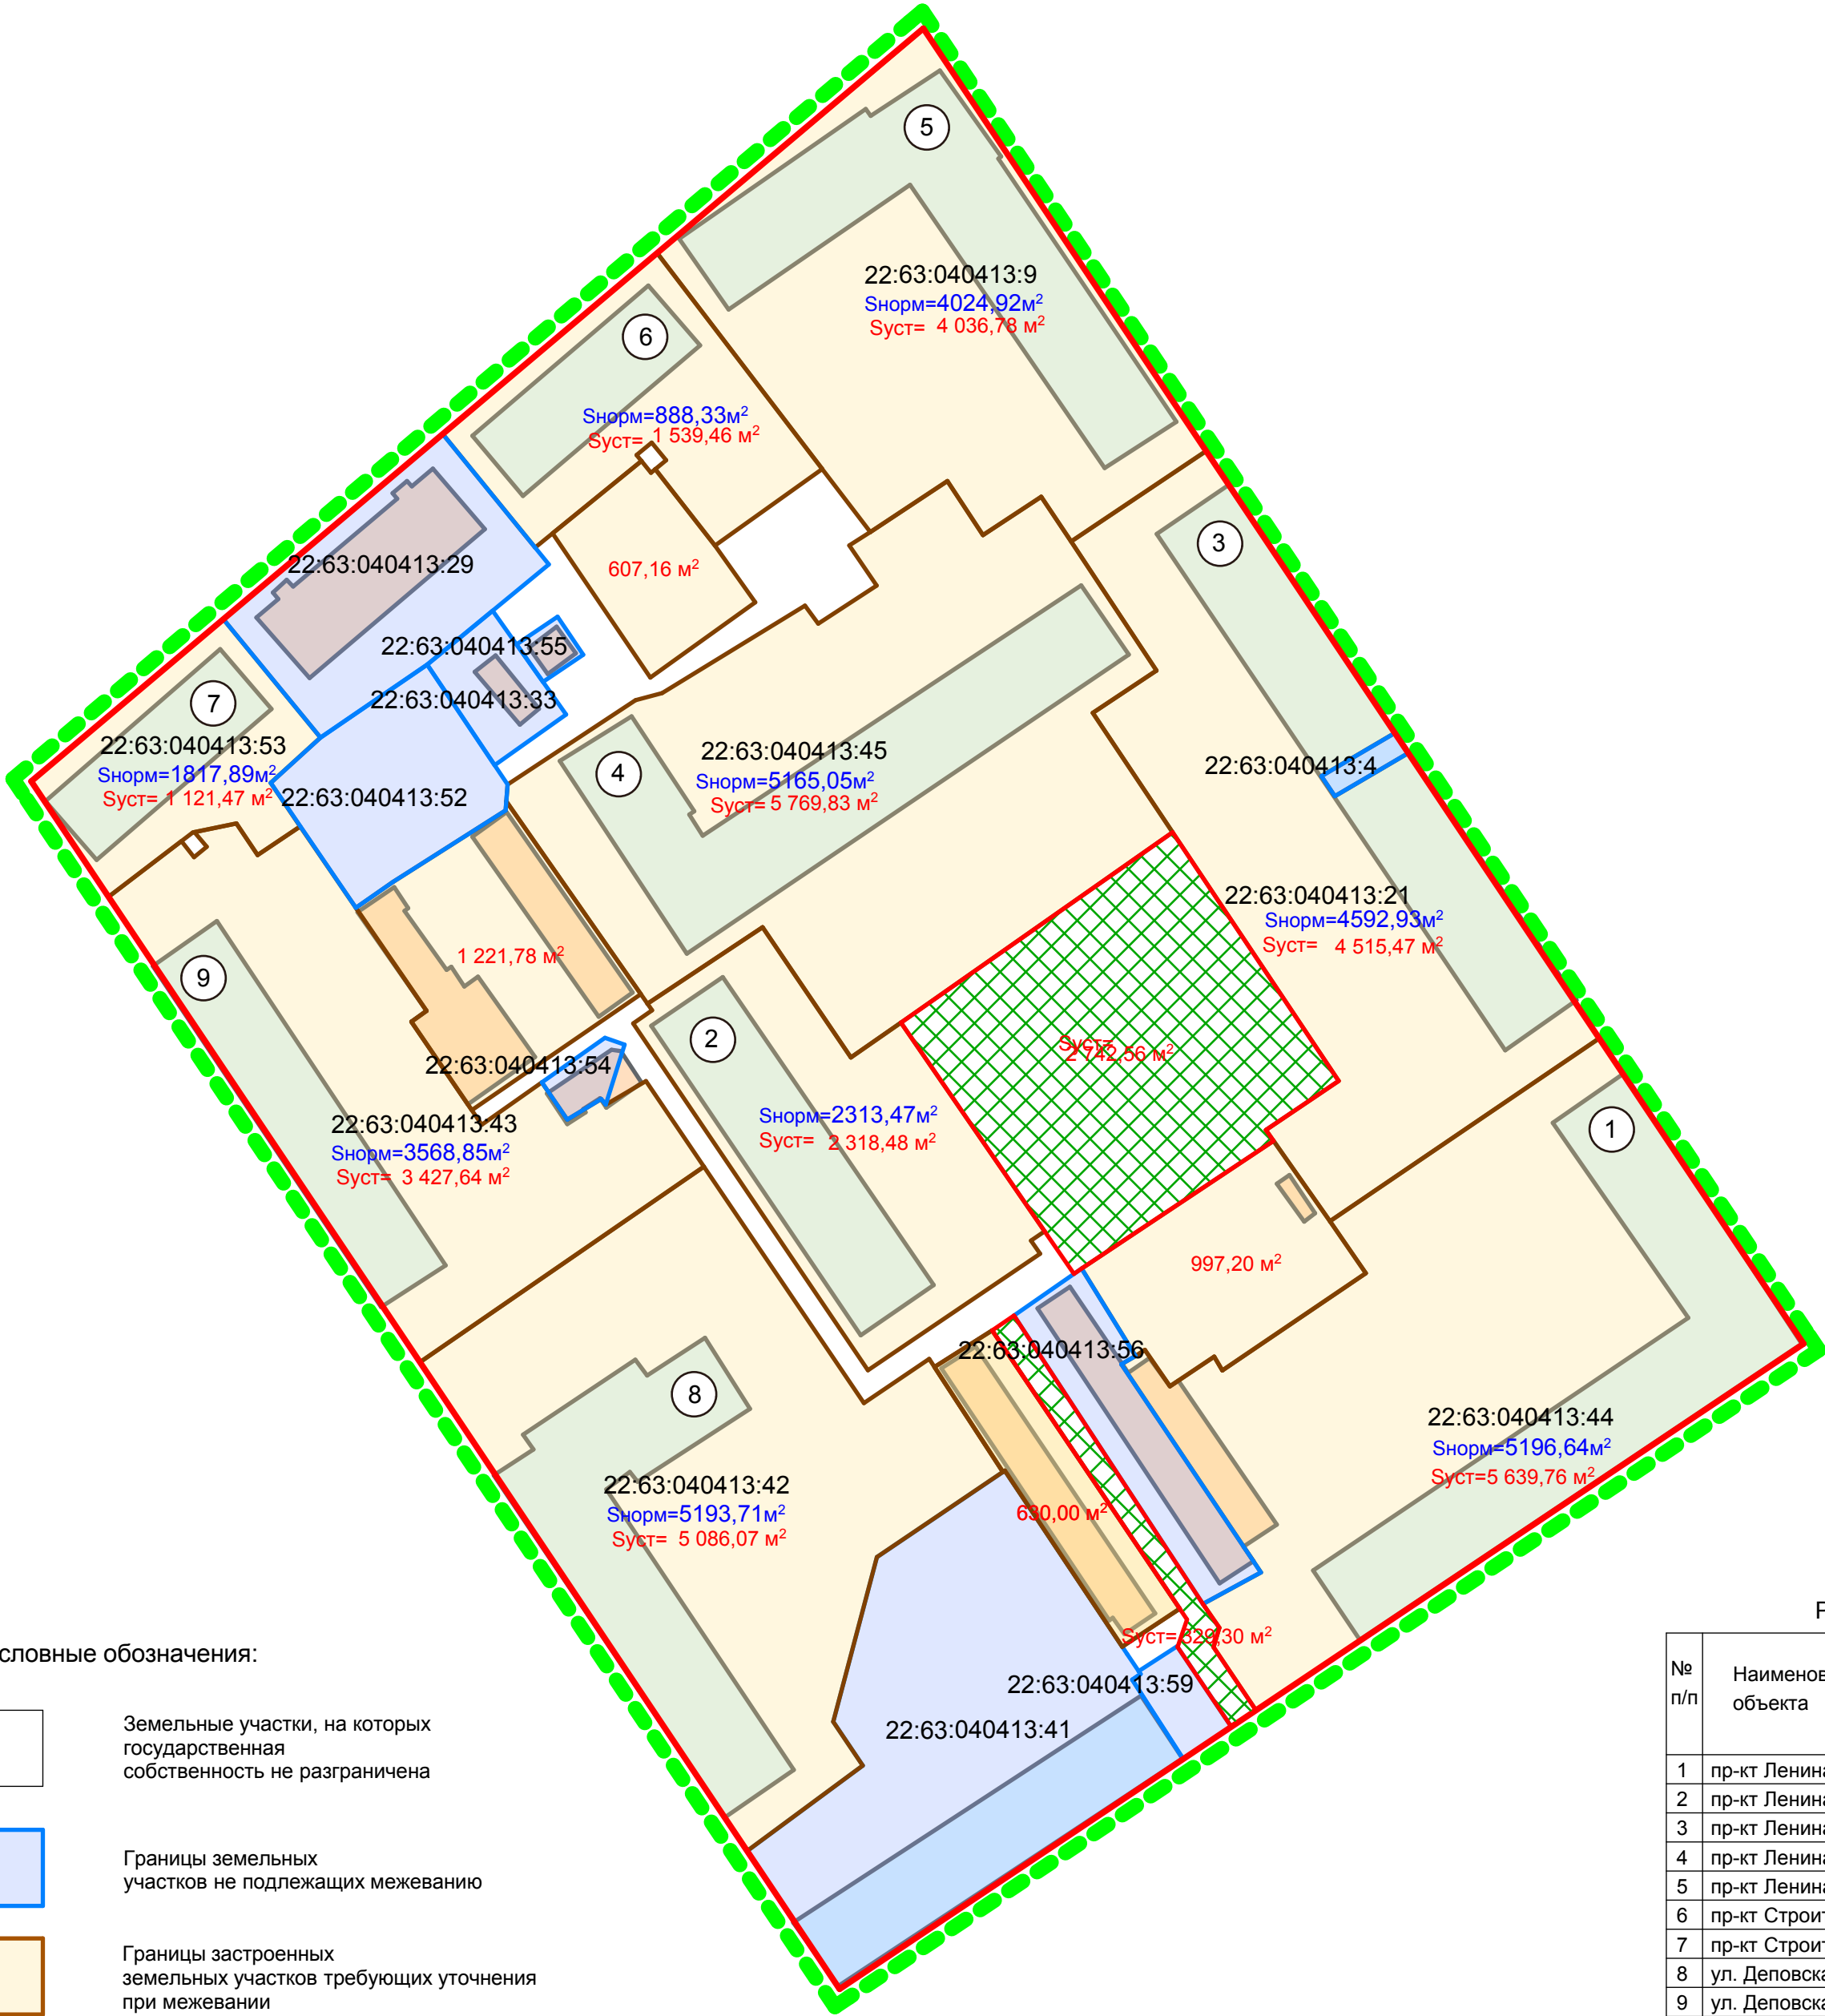 5
22:63:040413:9
Sнорм=4024,92м²
Sуст= 4 036,78 м²
6
Sнорм=888,33м²
Sуст= 1 539,46 м²
3
22:63:040413:29
607,16 м²
22:63:040413:55
22:63:040413:33
7
22:63:040413:53
Sнорм=1817,89м²
Sуст= 1 121,47 м²
22:63:040413:52
4
22:63:040413:45
Sнорм=5165,05м²
Sуст= 5 769,83 м²
22:63:040413:4
22:63:040413:21
Sнорм=4592,93м²
Sуст= 4 515,47 м²
1 221,78 м²
9
2
Sуст=
2 742,56 м²
22:63:040413:54
Sнорм=2313,47м²
Sуст= 2 318,48 м²
1
22:63:040413:43
Sнорм=3568,85м²
Sуст= 3 427,64 м²
997,20 м²
22:63:040413:56
8
22:63:040413:44
Sнорм=5196,64м²
Sуст=5 639,76 м²
22:63:040413:42
Sнорм=5193,71м²
Sуст= 5 086,07 м²
630,00 м²
Sуст= 329,30 м²
22:63:040413:59
22:63:040413:41
словные обозначения:
Земельные участки, на которых
государственная
собственность не разграничена
Границы земельных
участков не подлежащих межеванию
Границы застроенных
земельных участков требующих уточнения
при межевании
№ п/п
Наименов
объекта
1 пр-кт Ленина
2 пр-кт Ленина
3 пр-кт Ленина
4 пр-кт Ленина
5 пр-кт Ленина
6 пр-кт Строит
7 пр-кт Строит
8 ул. Деповска
9 ул. Деповска